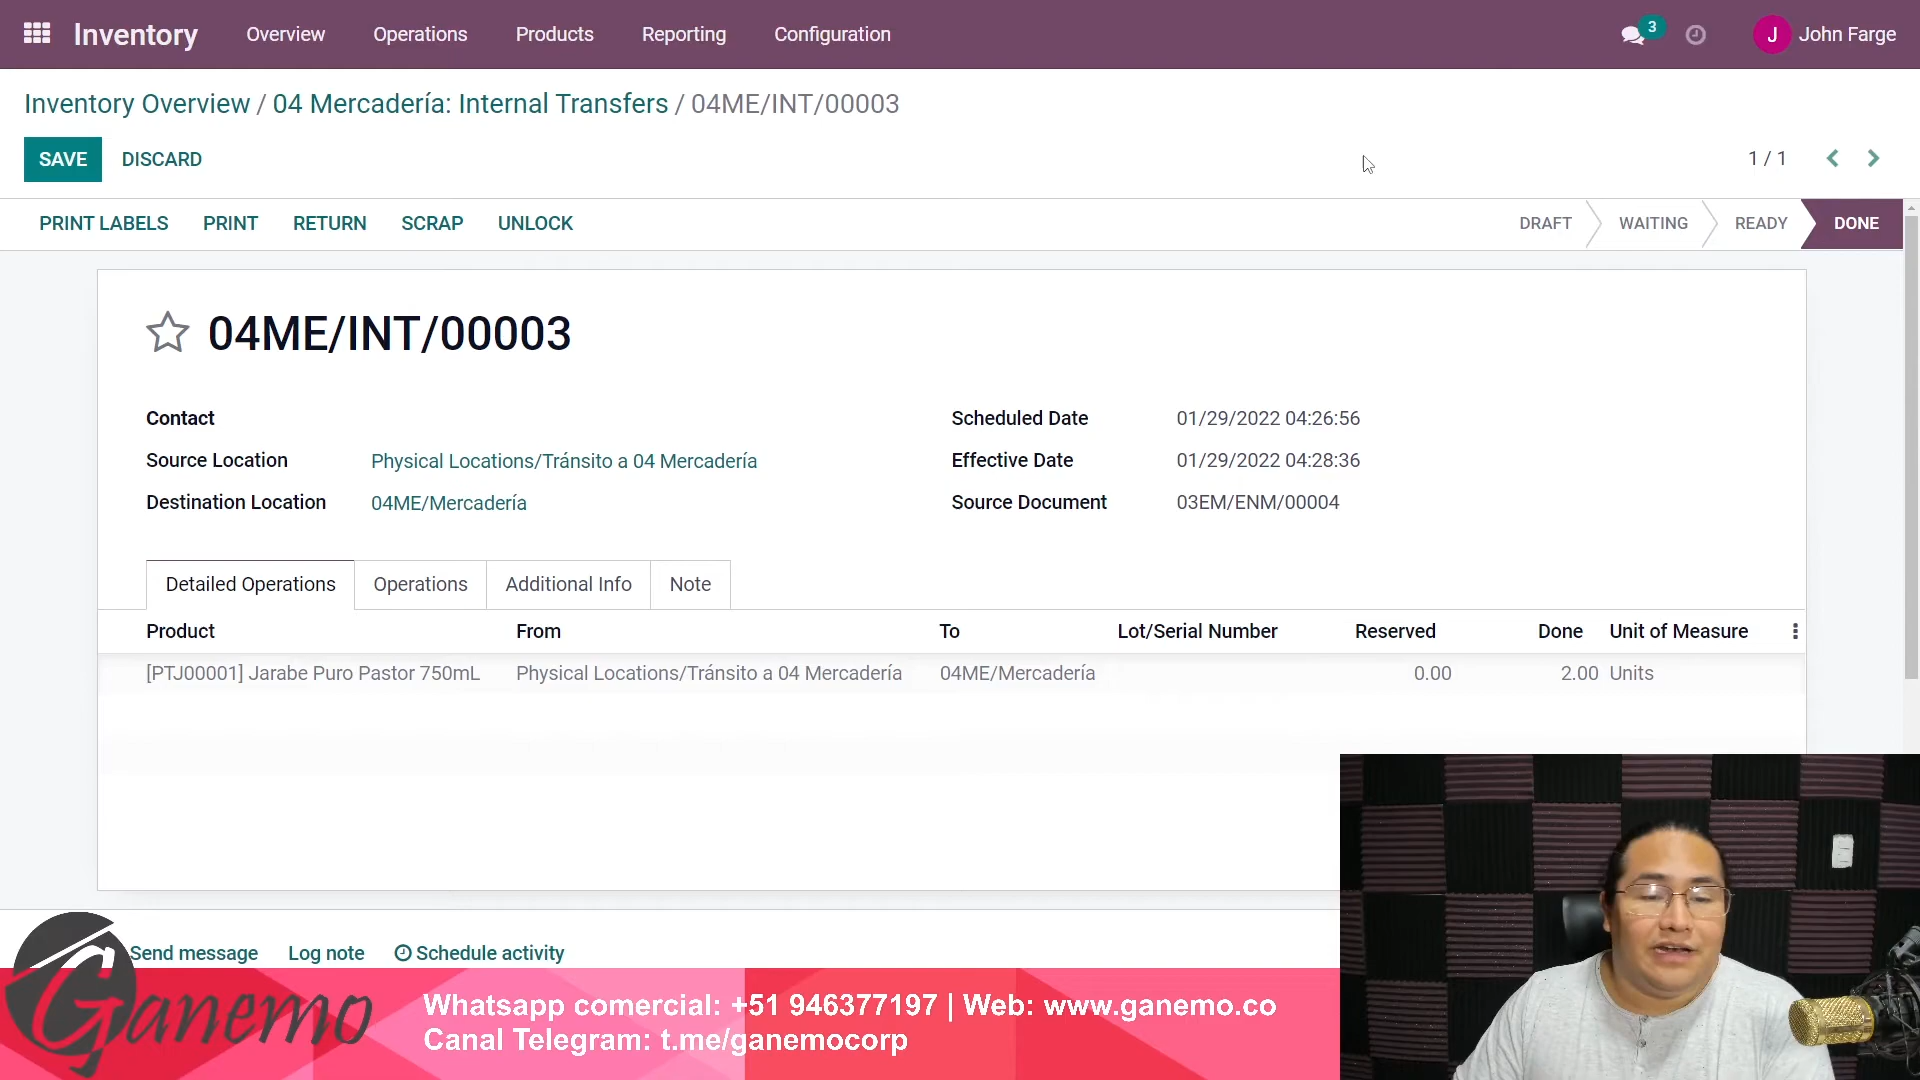 Inventory Overview Operations Products Reporting Configuration 3 J John Farge
Inventory Overview / 04 Mercadería: Internal Transfers / 04ME/INT/00003
SAVE DISCARD 1 / 1
PRINT LABELS PRINT RETURN SCRAP UNLOCK DRAFT WAITING READY DONE
04ME/INT/00003
Contact Scheduled Date 01/29/2022 04:26:56
Source Location Physical Locations/Tránsito a 04 Mercadería Effective Date 01/29/2022 04:28:36
Destination Location 04ME/Mercadería Source Document 03EM/ENM/00004
Detailed Operations Operations Additional Info Note
Product From To Lot/Serial Number Reserved Done Unit of Measure
[PTJ00001] Jarabe Puro Pastor 750mL Physical Locations/Tránsito a 04 Mercadería 04ME/Mercadería 0.00 2.00 Units
Send message Log note Schedule activity
Ganemo
Whatsapp comercial: +51 946377197 | Web: www.ganemo.co
Canal Telegram: t.me/ganemocorp